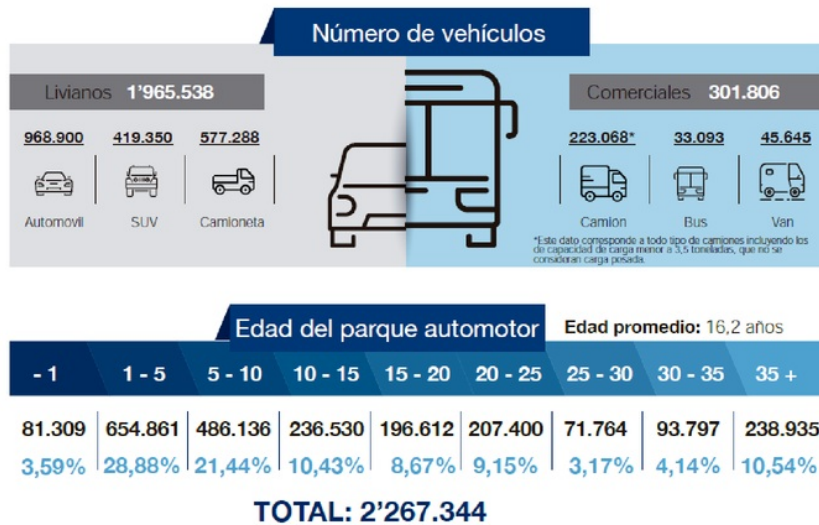 Número de vehículos
Livianos 1'965.538
968.900 419.350 577.288
Automovil SUV Camioneta
Comerciales 301.806
223.068* 33.093 45.645
Camion Bus Van
*Este dato corresponde a todo tipo de camiones incluyendo los
de capacidad de carga menor a 3,5 toneladas, que no se
consideran carga posada.
Edad del parque automotor Edad promedio: 16,2 años
- 1 1 - 5 5 - 10 10 - 15 15 - 20 20 - 25 25 - 30 30 - 35 35 +
81.309 654.861 486.136 236.530 196.612 207.400 71.764 93.797 238.935
3,59% 28,88% 21,44% 10,43% 8,67% 9,15% 3,17% 4,14% 10,54%
TOTAL: 2'267.344